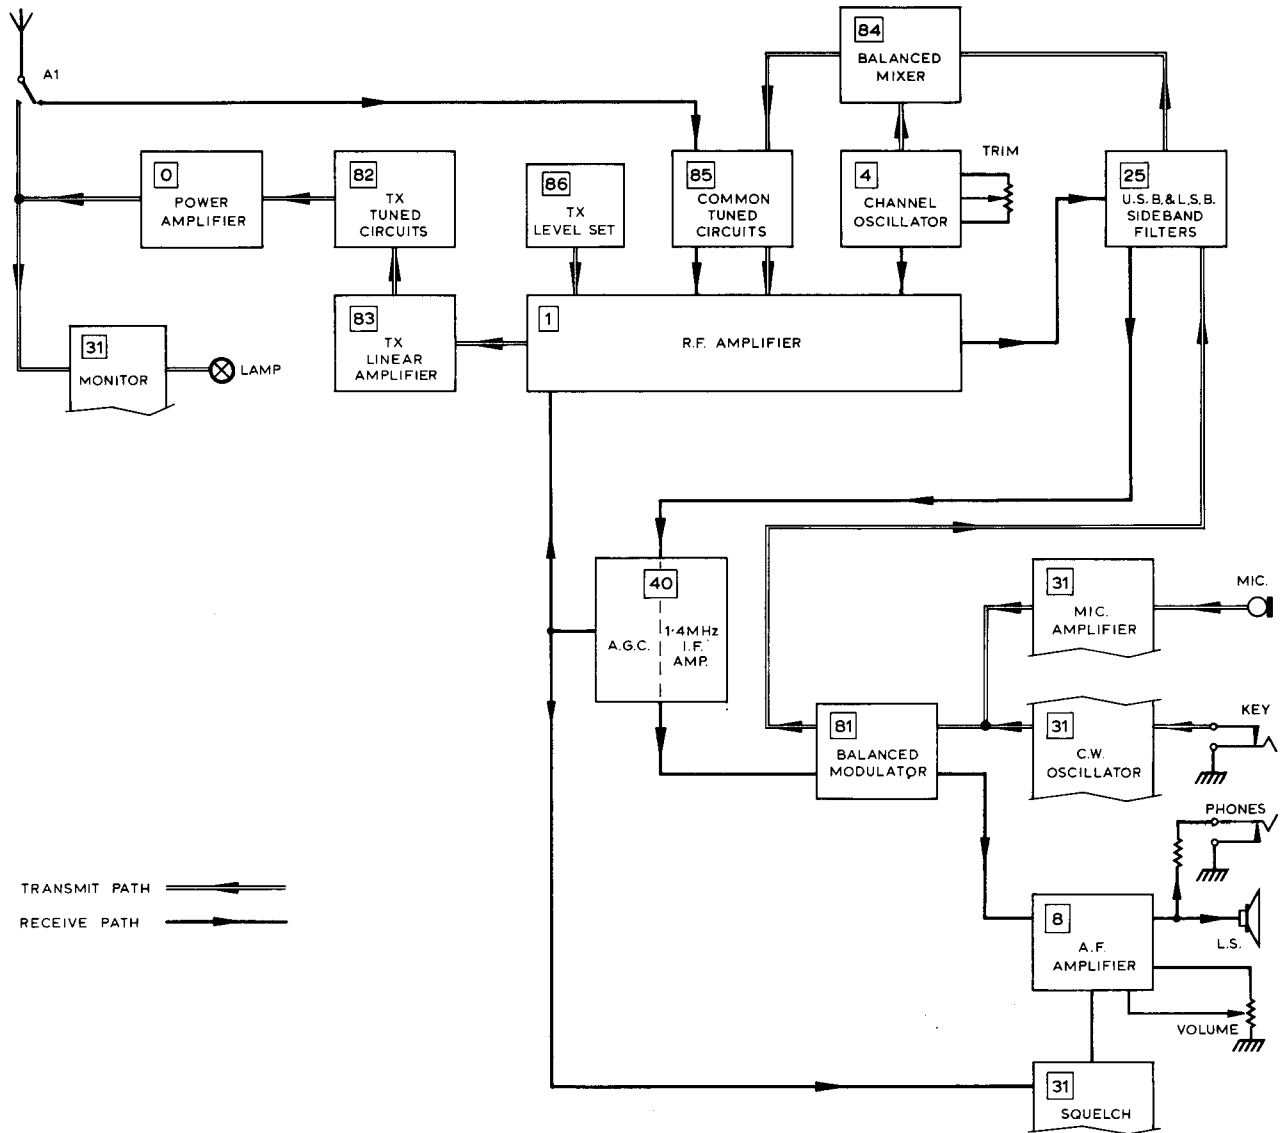 A1
84
BALANCED
MIXER
0
POWER
AMPLIFIER
82
TX
TUNED
CIRCUITS
86
TX
LEVEL SET
85
COMMON
TUNED
CIRCUITS
4
CHANNEL
OSCILLATOR
TRIM
25
U.S.B.& L.S.B.
SIDEBAND
FILTERS
31
MONITOR
LAMP
83
TX
LINEAR
AMPLIFIER
1
R.F. AMPLIFIER
40
A.G.C.
1·4MHz
I.F.
AMP.
31
MIC.
AMPLIFIER
MIC.
81
BALANCED
MODULATOR
31
C.W.
OSCILLATOR
KEY
PHONES
TRANSMIT PATH
RECEIVE PATH
8
A.F.
AMPLIFIER
L.S.
VOLUME
31
SQUELCH